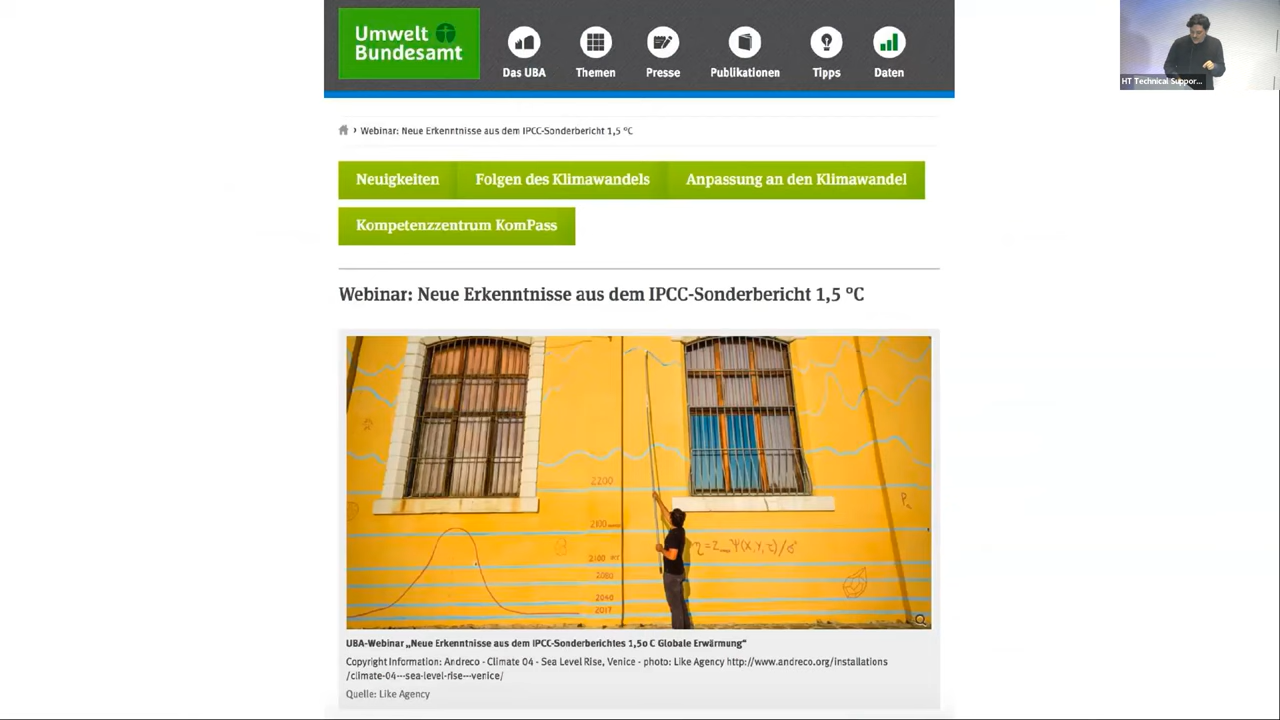 Umwelt
Bundesamt
Das UBA
Themen
Presse
Publikationen
Tipps
Daten
HT Technical Suppor...
› Webinar: Neue Erkenntnisse aus dem IPCC-Sonderbericht 1,5 °C
Neuigkeiten
Folgen des Klimawandels
Anpassung an den Klimawandel
Kompetenzzentrum KomPass
Webinar: Neue Erkenntnisse aus dem IPCC-Sonderbericht 1,5 °C
2200
2100
2100
2080
2040
2017
UBA-Webinar „Neue Erkenntnisse aus dem IPCC-Sonderberichtes 1,5o C Globale Erwärmung“
Copyright Information: Andreco - Climate 04 - Sea Level Rise, Venice - photo: Like Agency http://www.andreco.org/installations
/climate-04---sea-level-rise---venice/
Quelle: Like Agency